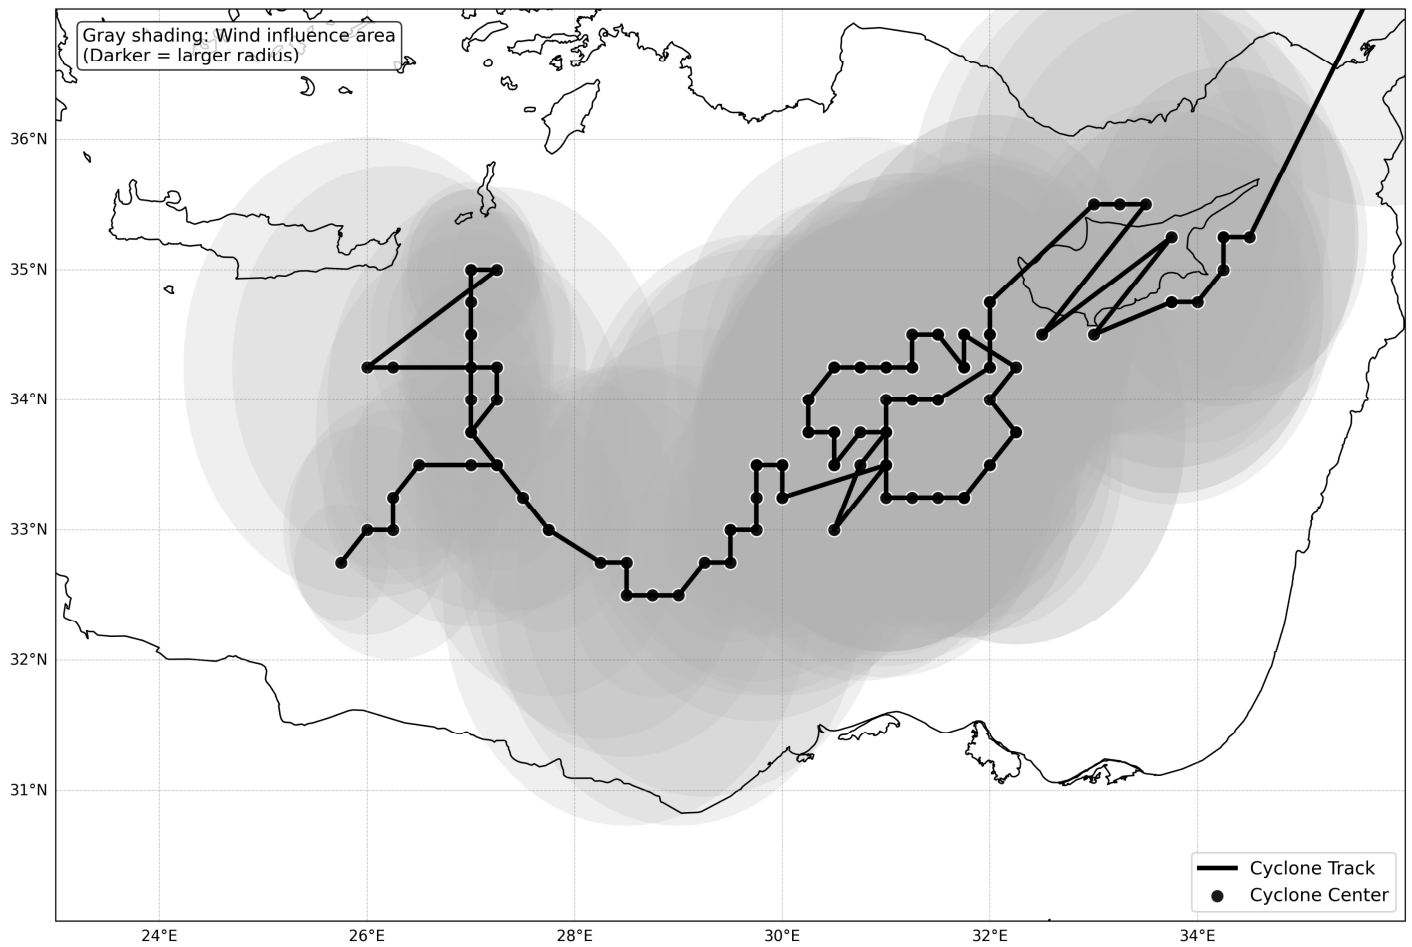 Gray shading: Wind influence area
(Darker = larger radius)
36°N
35°N
34°N
33°N
32°N
31°N
Cyclone Track
Cyclone Center
24°E
26°E
28°E
30°E
32°E
34°E